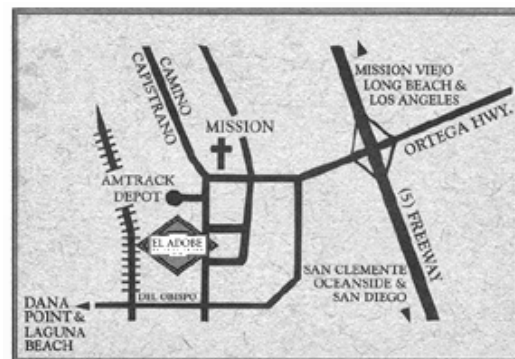 MISSION VIEJO
LONG BEACH &
LOS ANGELES
CAMINO
CAPISTRANO
MISSION
ORTEGA HWY.
AMTRACK
DEPOT
(5) FREEWAY
EL ADOBE
SAN CLEMENTE
OCEANSIDE &
SAN DIEGO
DEL OBISPO
DANA
POINT &
LAGUNA
BEACH